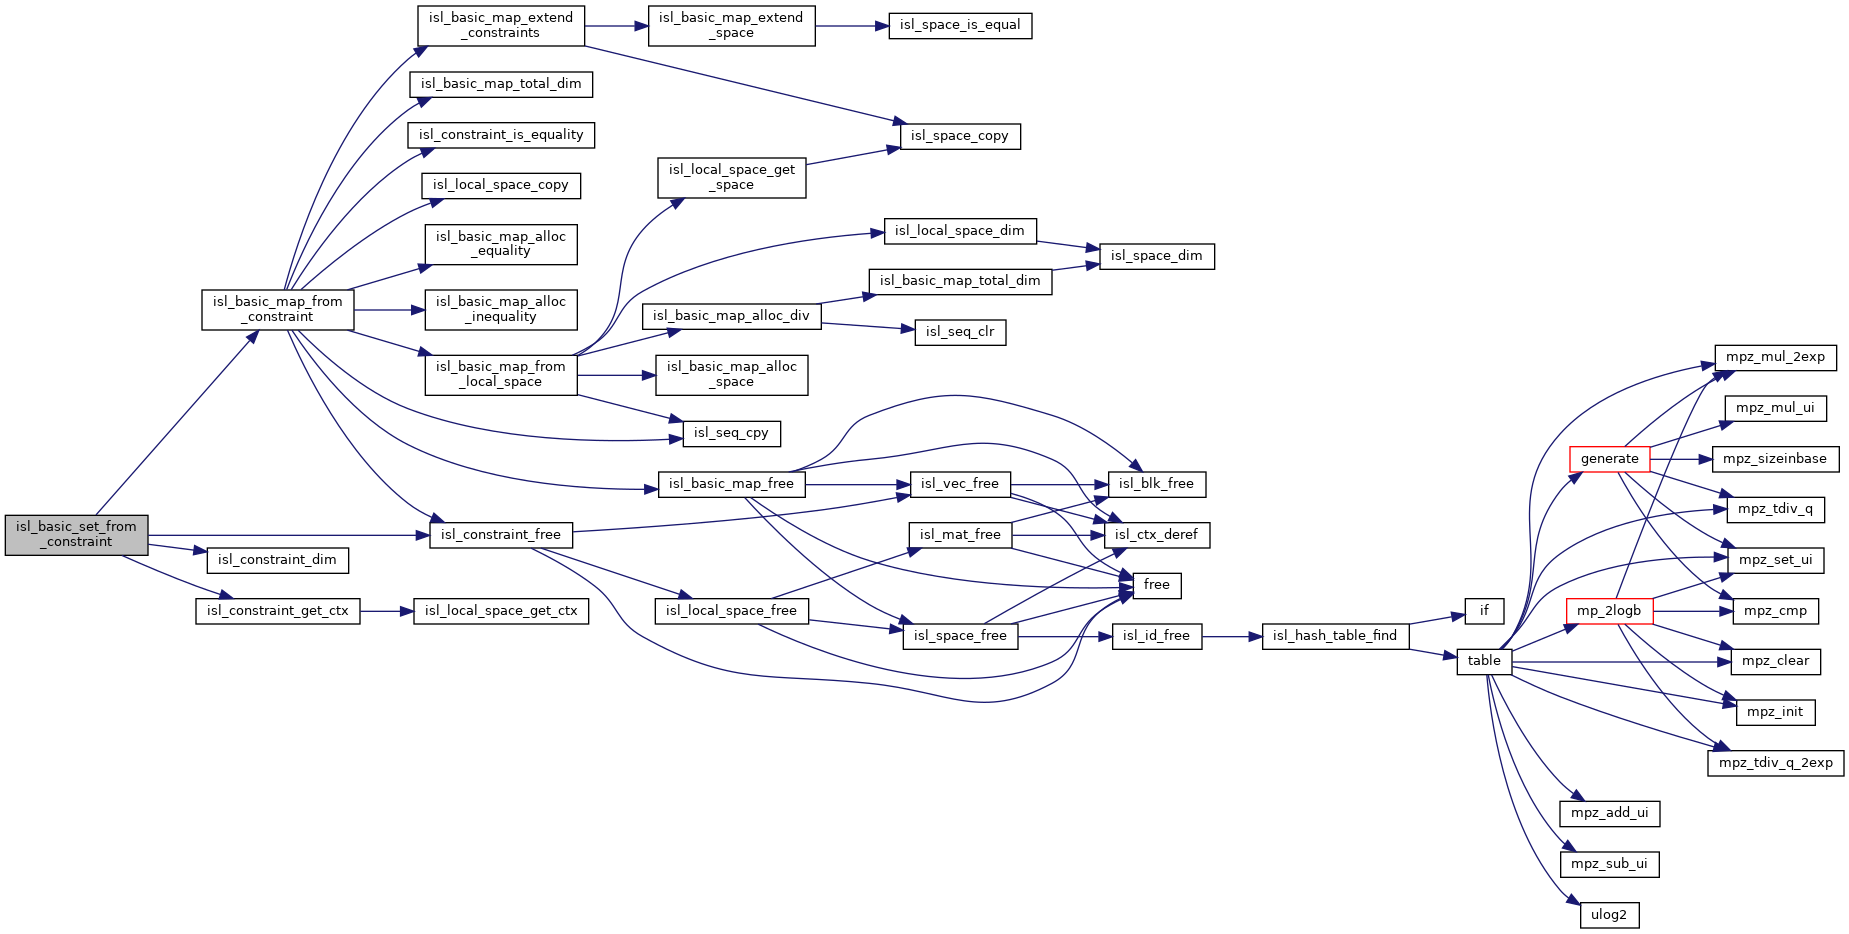 isl_basic_set_from
_constraint
isl_basic_map_from
_constraint
isl_constraint_dim
isl_constraint_get_ctx
isl_basic_map_extend
_constraints
isl_basic_map_total_dim
isl_constraint_is_equality
isl_local_space_copy
isl_basic_map_alloc
_equality
isl_basic_map_alloc
_inequality
isl_basic_map_from
_local_space
isl_constraint_free
isl_local_space_get_ctx
isl_basic_map_extend
_space
isl_local_space_get
_space
isl_basic_map_alloc_div
isl_basic_map_alloc
_space
isl_seq_cpy
isl_basic_map_free
isl_local_space_free
isl_space_is_equal
isl_space_copy
isl_local_space_dim
isl_basic_map_total_dim
isl_seq_clr
isl_vec_free
isl_mat_free
isl_space_free
isl_space_dim
isl_blk_free
isl_ctx_deref
free
isl_id_free
isl_hash_table_find
if
table
generate
mp_2logb
mpz_add_ui
mpz_sub_ui
ulog2
mpz_mul_2exp
mpz_mul_ui
mpz_sizeinbase
mpz_tdiv_q
mpz_set_ui
mpz_cmp
mpz_clear
mpz_init
mpz_tdiv_q_2exp